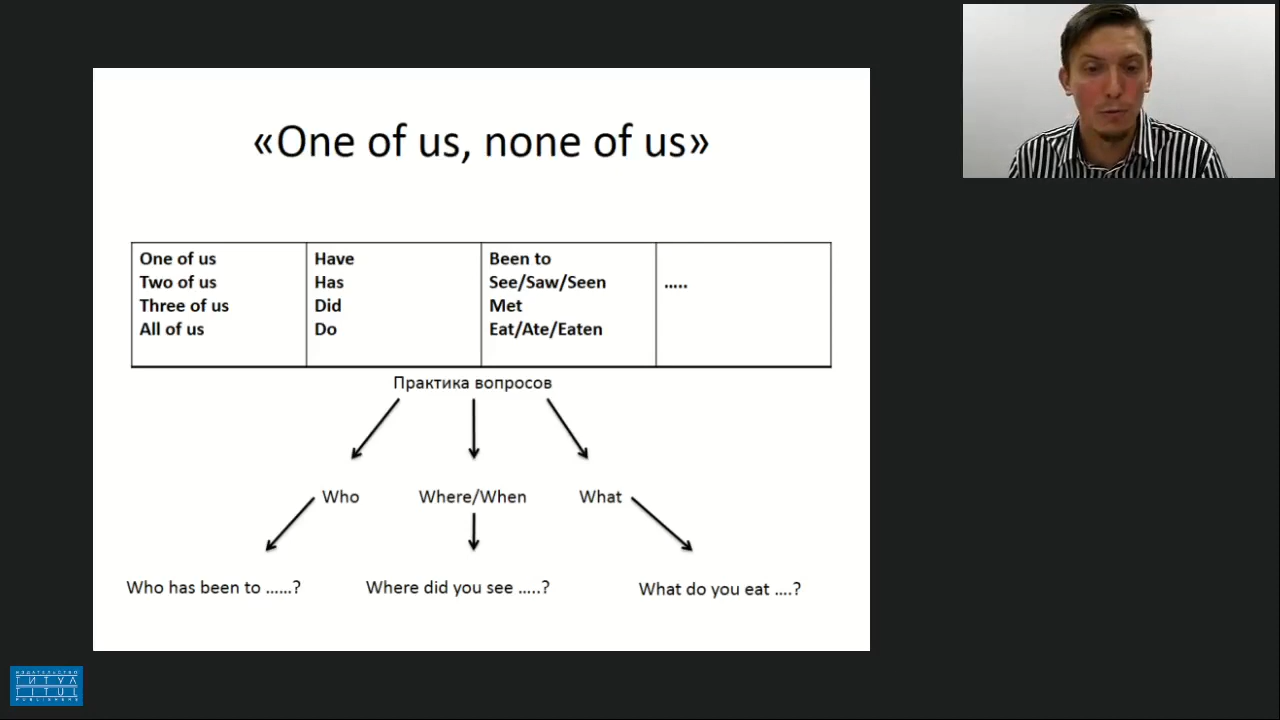 «One of us, none of us»
One of us
Two of us
Three of us
All of us
Have
Has
Did
Do
Been to
See/Saw/Seen
Met
Eat/Ate/Eaten
.....
Практика вопросов
Who
Where/When
What
Who has been to ......?
Where did you see .....?
What do you eat ....?
ИЗДАТЕЛЬСТВО
ТИТУЛ
TITUL
PUBLISHERS